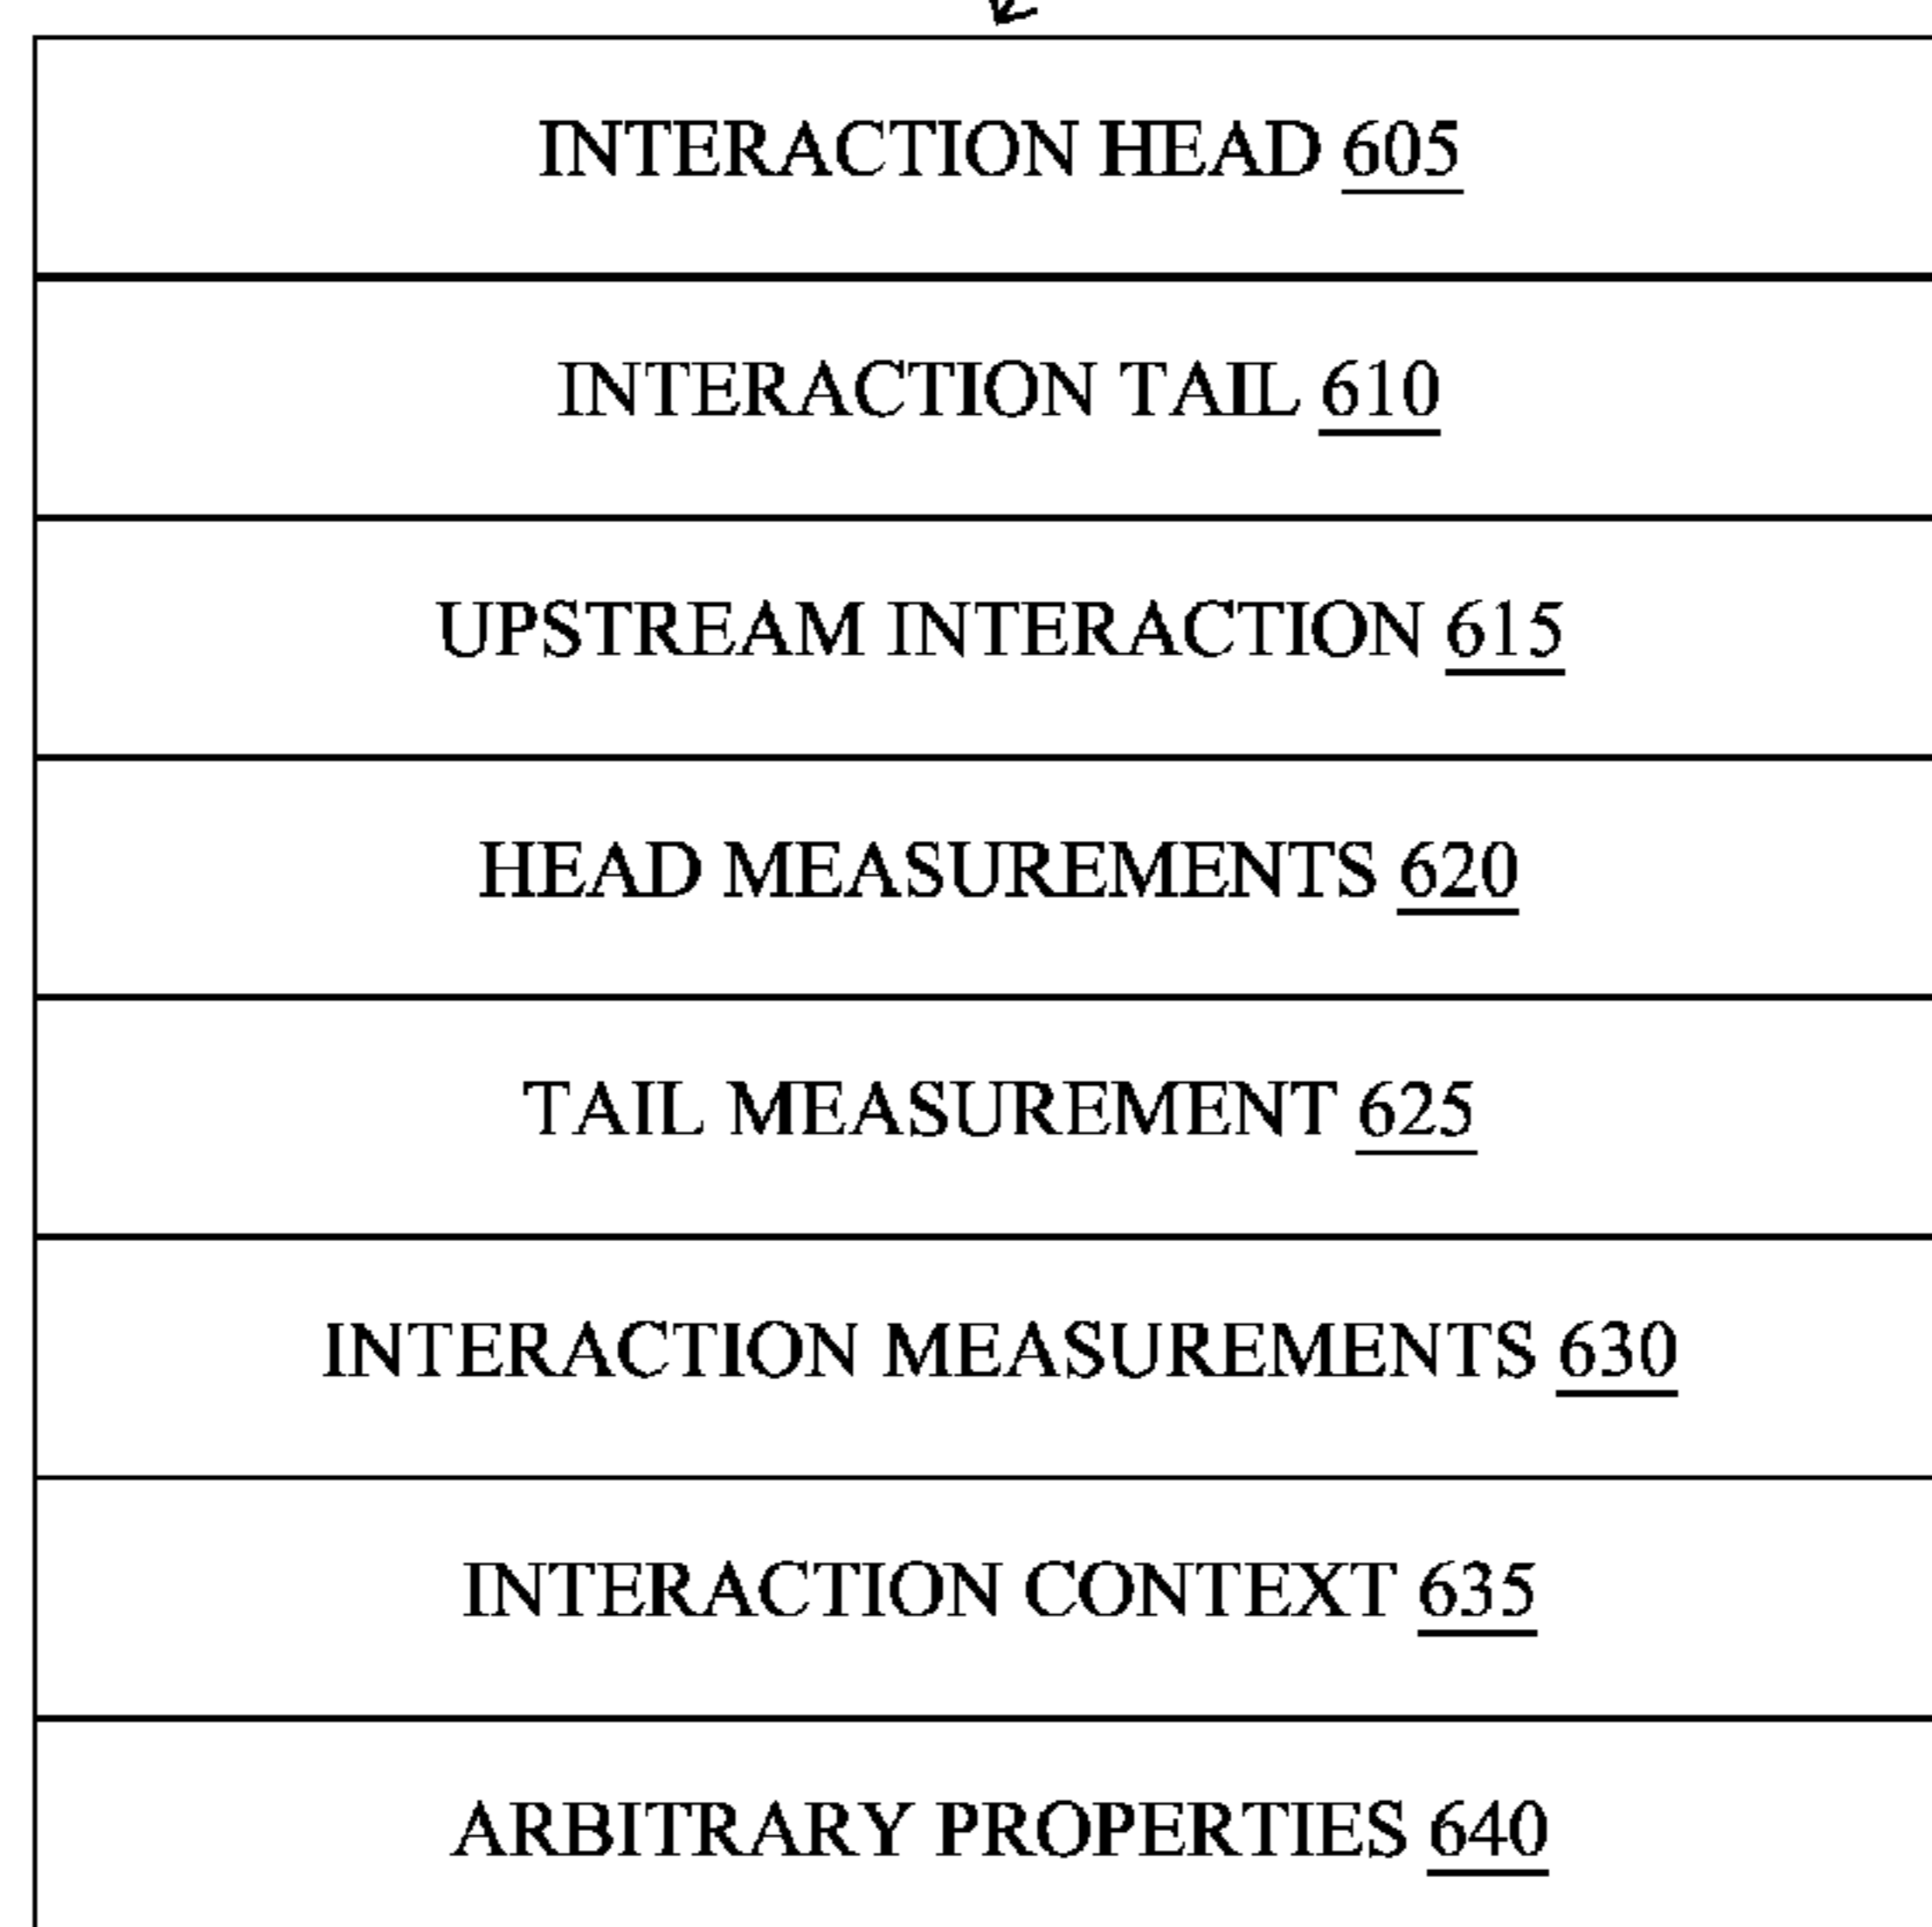 INTERACTION HEAD 605
INTERACTION TAIL 610
UPSTREAM INTERACTION 615
HEAD MEASUREMENTS 620
TAIL MEASUREMENT 625
INTERACTION MEASUREMENTS 630
INTERACTION CONTEXT 635
ARBITRARY PROPERTIES 640